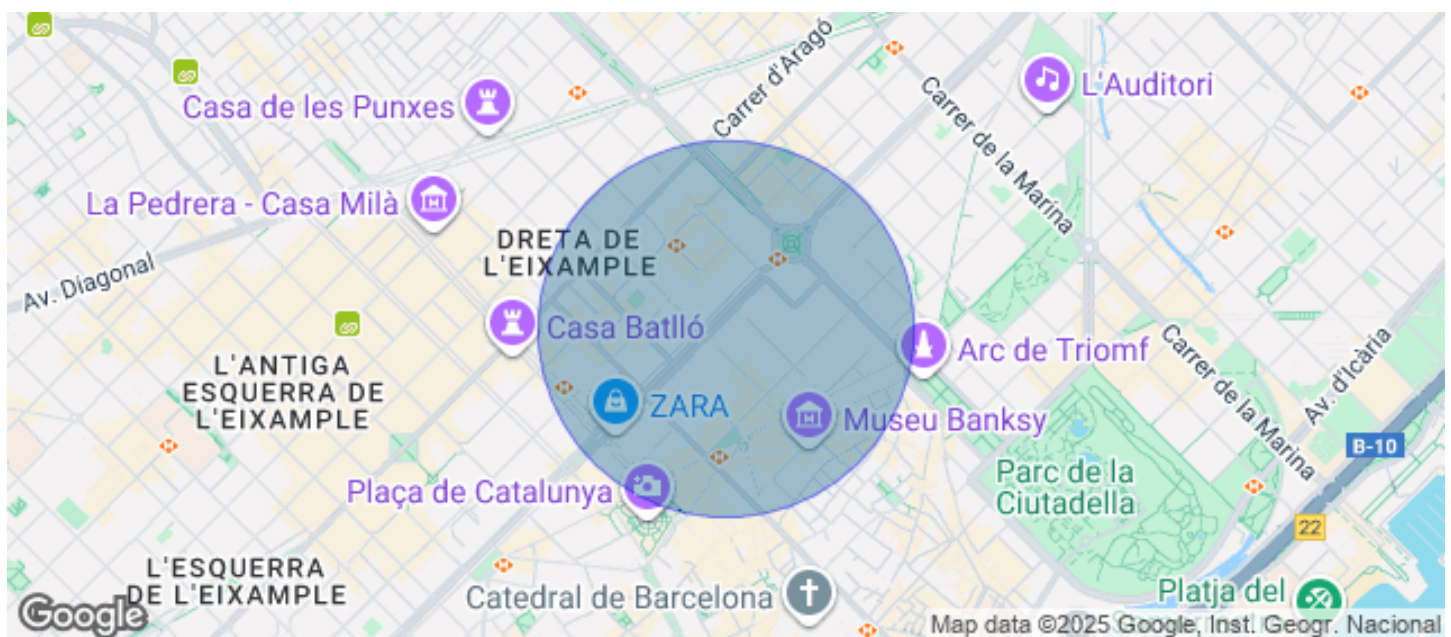 Carrer d'Aragó
Casa de les Punxes
L'Auditori
Carrer de la Marina
La Pedrera - Casa Milà
DRETA DE
L'EIXAMPLE
Av. Diagonal
Casa Batlló
Arc de Triomf
L'ANTIGA
ESQUERRA DE
L'EIXAMPLE
ZARA
Museu Banksy
Carrer de la Marina
Av. d'Icària
B-10
Plaça de Catalunya
Parc de la
Ciutadella
22
L'ESQUERRA
DE L'EIXAMPLE
Catedral de Barcelona
Platja del
Google
Map data ©2025 Google, Inst. Geogr. Nacional